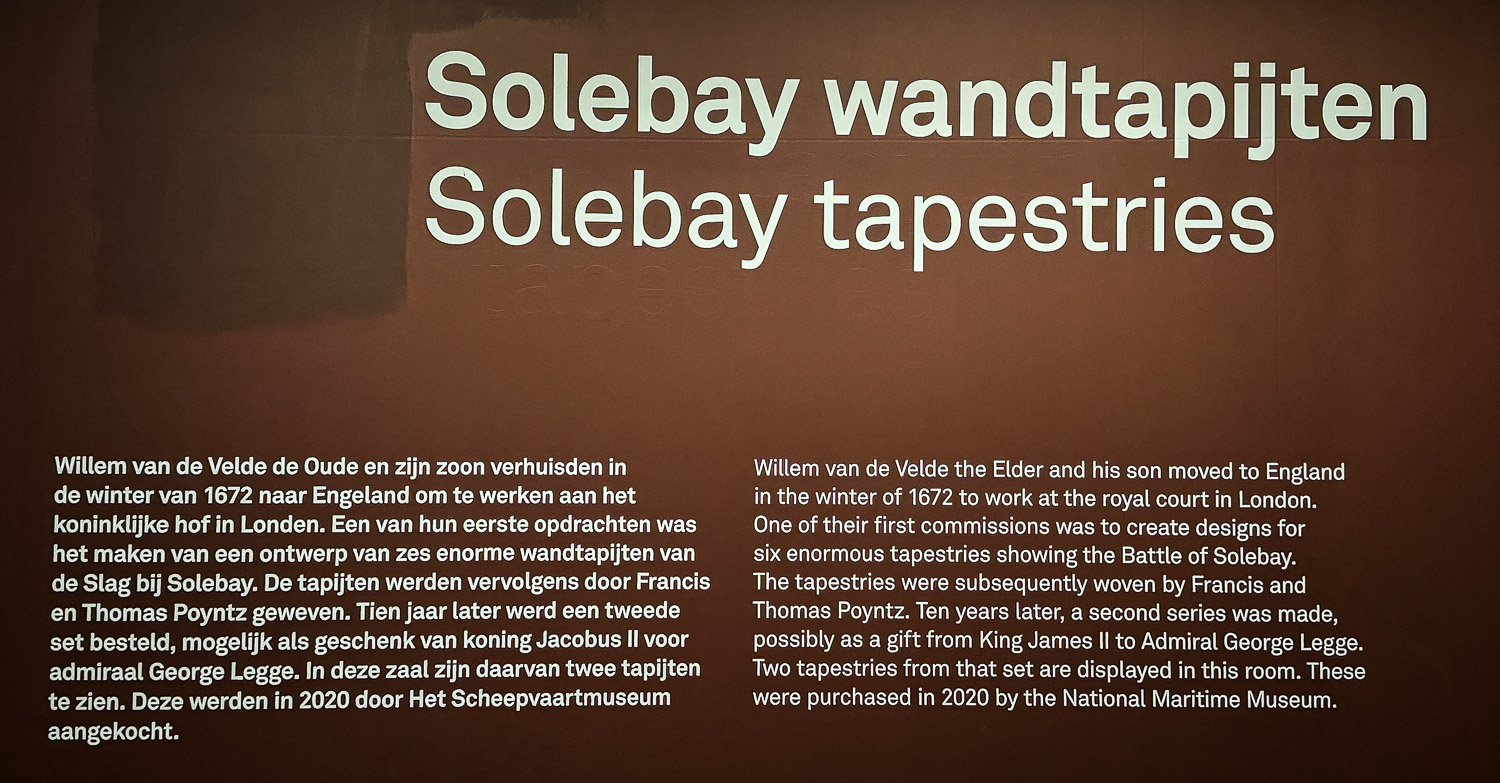 Solebay wandtapijten
Solebay tapestries
Willem van de Velde de Oude en zijn zoon verhuisden in
de winter van 1672 naar Engeland om te werken aan het
koninklijke hof in Londen. Een van hun eerste opdrachten was
het maken van een ontwerp van zes enorme wandtapijten van
de Slag bij Solebay. De tapijten werden vervolgens door Francis
en Thomas Poyntz geweven. Tien jaar later werd een tweede
set besteld, mogelijk als geschenk van koning Jacobus II voor
admiraal George Legge. In deze zaal zijn daarvan twee tapijten
te zien. Deze werden in 2020 door Het Scheepvaartmuseum
aangekocht.
Willem van de Velde the Elder and his son moved to England
in the winter of 1672 to work at the royal court in London.
One of their first commissions was to create designs for
six enormous tapestries showing the Battle of Solebay.
The tapestries were subsequently woven by Francis and
Thomas Poyntz. Ten years later, a second series was made,
possibly as a gift from King James II to Admiral George Legge.
Two tapestries from that set are displayed in this room. These
were purchased in 2020 by the National Maritime Museum.